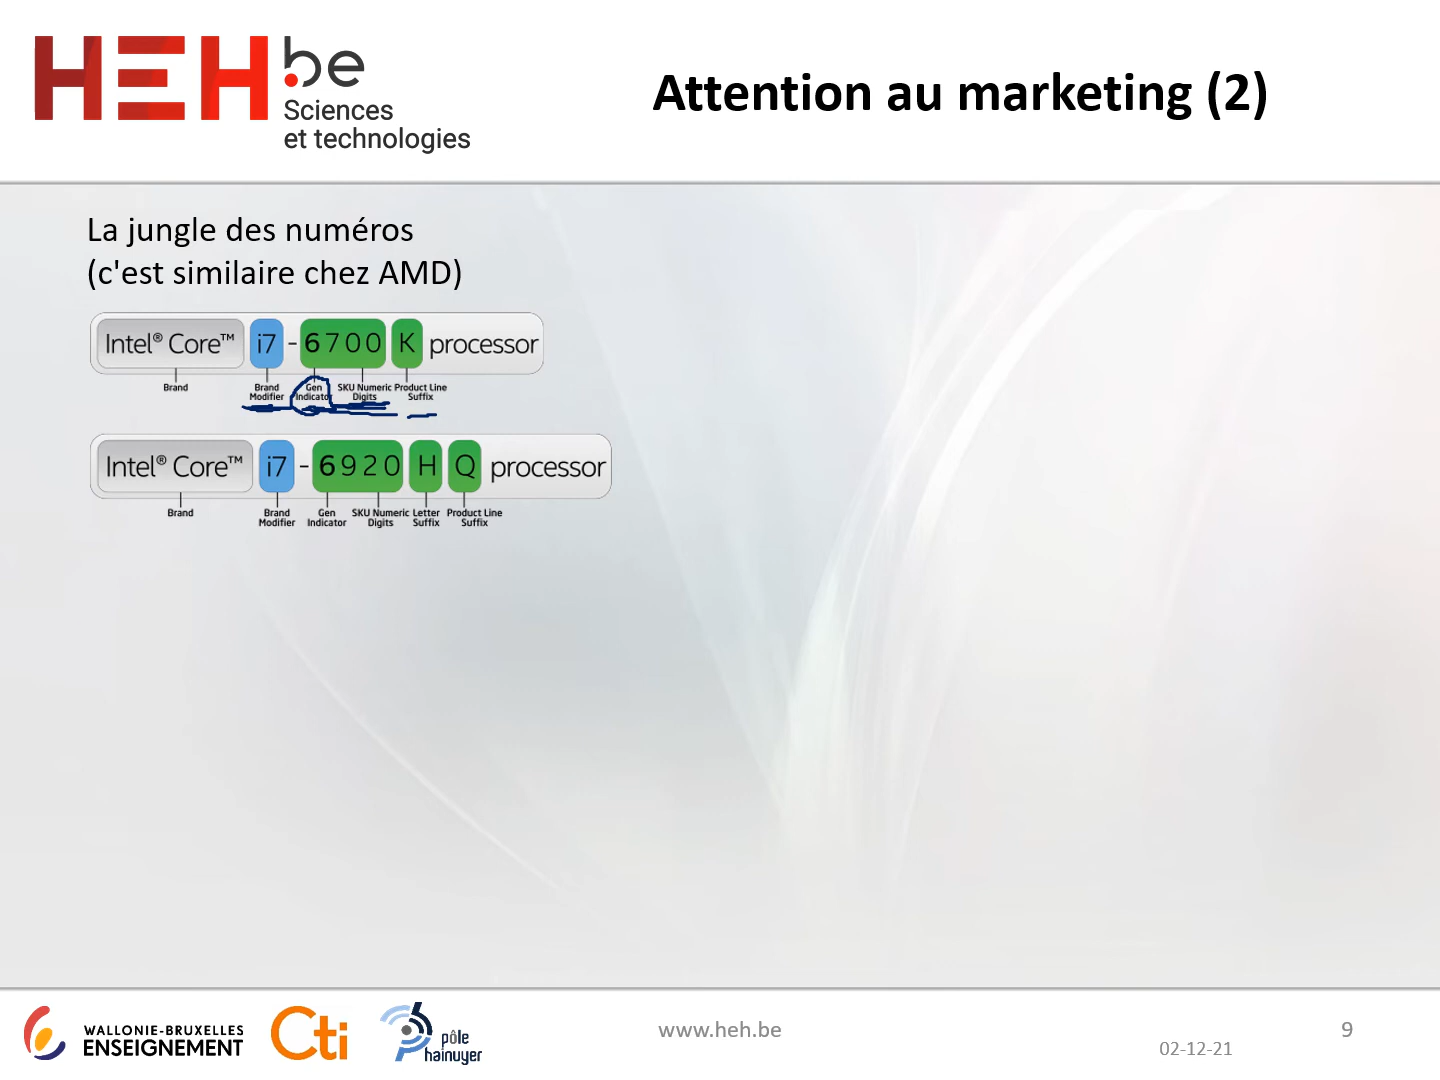 HEH.be
Sciences
et technologies
Attention au marketing (2)
La jungle des numéros
(c'est similaire chez AMD)
Intel® Core™ i7 - 6700 K processor
Brand Brand Modifier Gen Indicator SKU Numeric Digits Product Line Suffix
Intel® Core™ i7 - 6920 H Q processor
Brand Brand Modifier Gen Indicator SKU Numeric Digits Letter Suffix Product Line Suffix
WALLONIE-BRUXELLES
ENSEIGNEMENT
Cti
pôle
hainuyer
www.heh.be
02-12-21
9